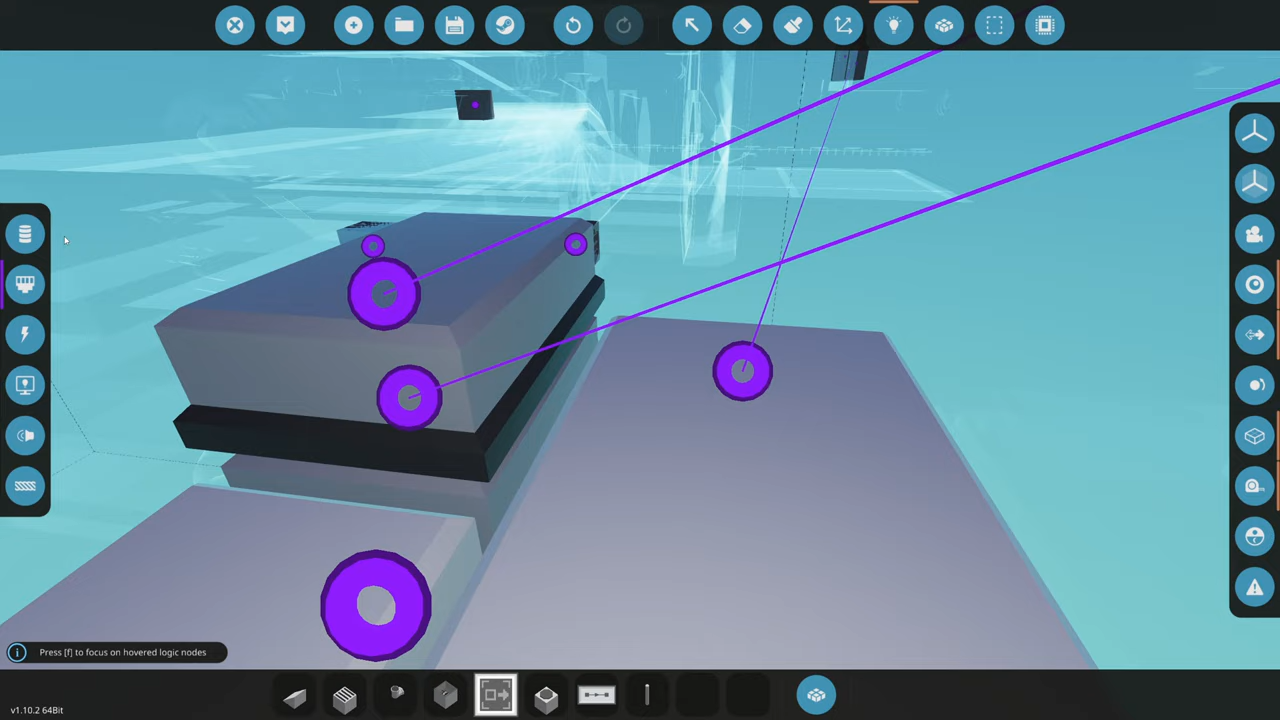 Press [f] to focus on hovered logic nodes
v1.10.2 64Bit